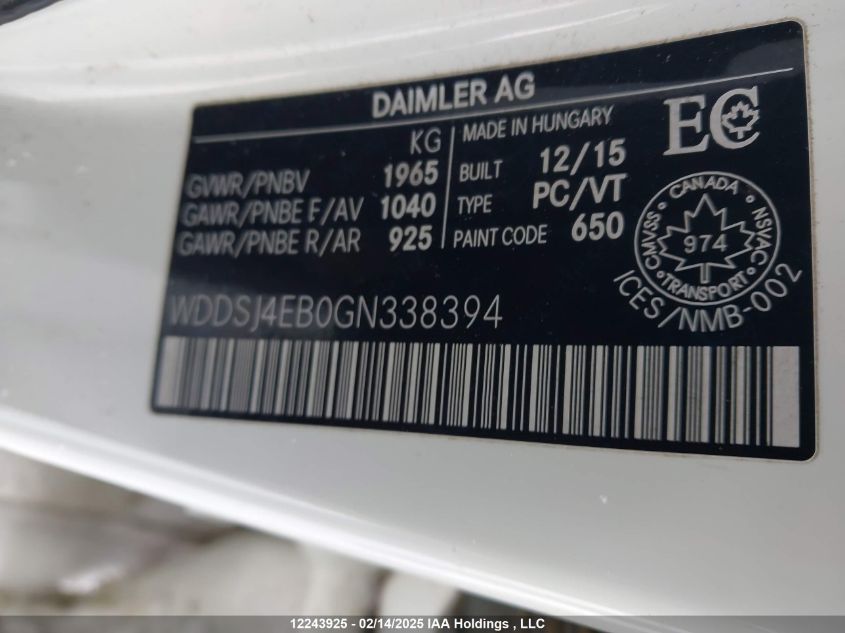 DAIMLER AG
KG
GVWR/PNBV 1965
GAWR/PNBE F/AV 1040
GAWR/PNBE R/AR 925
MADE IN HUNGARY
BUILT 12/15
TYPE PC/VT
PAINT CODE 650
EC
CANADA
CMVSS 974 NSVAC
TRANSPORT
ICES/NMB-002
WDDSJ4EB0GN338394
12243925 - 02/14/2025 IAA Holdings , LLC